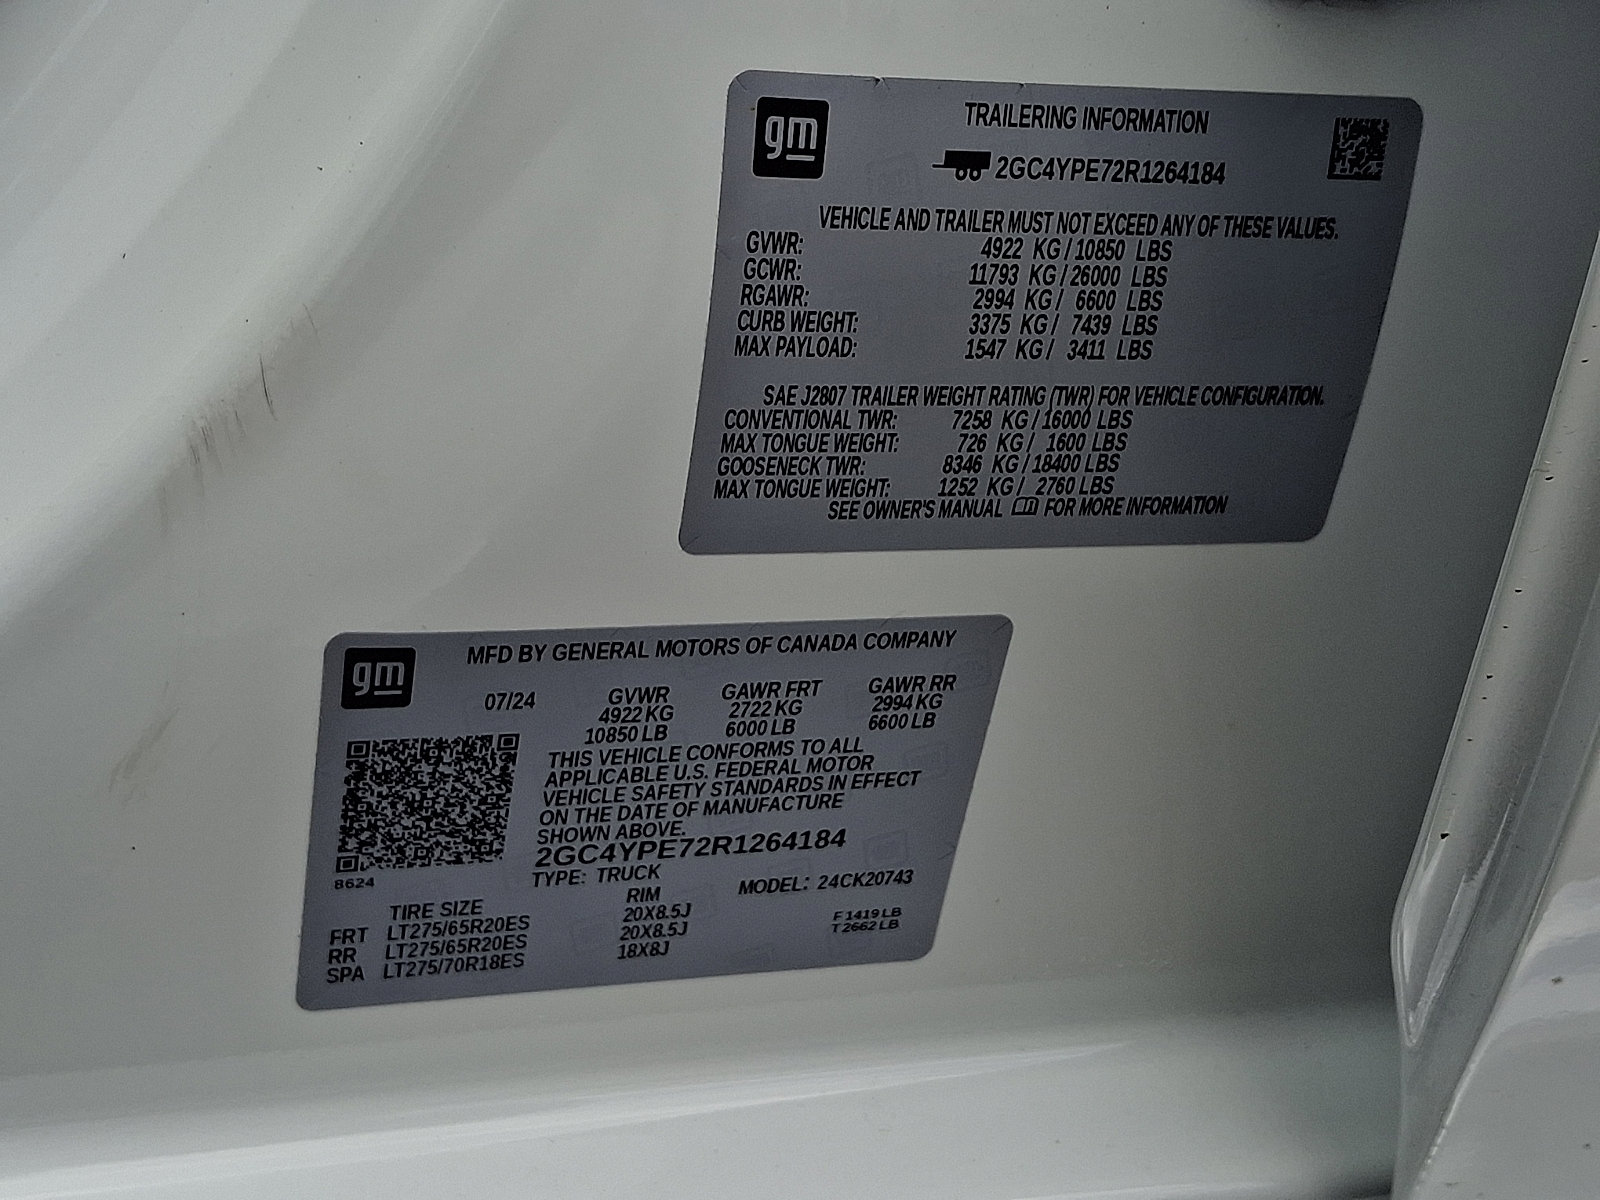 gm
TRAILERING INFORMATION
2GC4YPE72R1264184
VEHICLE AND TRAILER MUST NOT EXCEED ANY OF THESE VALUES.
GVWR: 4922 KG / 10850 LBS
GCWR: 11793 KG / 26000 LBS
RGAWR: 2994 KG / 6600 LBS
CURB WEIGHT: 3375 KG / 7439 LBS
MAX PAYLOAD: 1547 KG / 3411 LBS
SAE J2807 TRAILER WEIGHT RATING (TWR) FOR VEHICLE CONFIGURATION.
CONVENTIONAL TWR: 7258 KG / 16000 LBS
MAX TONGUE WEIGHT: 726 KG / 1600 LBS
GOOSENECK TWR: 8346 KG / 18400 LBS
MAX TONGUE WEIGHT: 1252 KG / 2760 LBS
SEE OWNER'S MANUAL FOR MORE INFORMATION
gm
MFD BY GENERAL MOTORS OF CANADA COMPANY
07/24 GVWR GAWR FRT GAWR RR
4922 KG 2722 KG 2994 KG
10850 LB 6000 LB 6600 LB
THIS VEHICLE CONFORMS TO ALL
APPLICABLE U.S. FEDERAL MOTOR
VEHICLE SAFETY STANDARDS IN EFFECT
ON THE DATE OF MANUFACTURE
SHOWN ABOVE.
2GC4YPE72R1264184
8624
TYPE: TRUCK MODEL: 24CK20743
TIRE SIZE RIM
FRT LT275/65R20ES 20X8.5J F 1419 LB
RR LT275/65R20ES 20X8.5J T 2662 LB
SPA LT275/70R18ES 18X8J